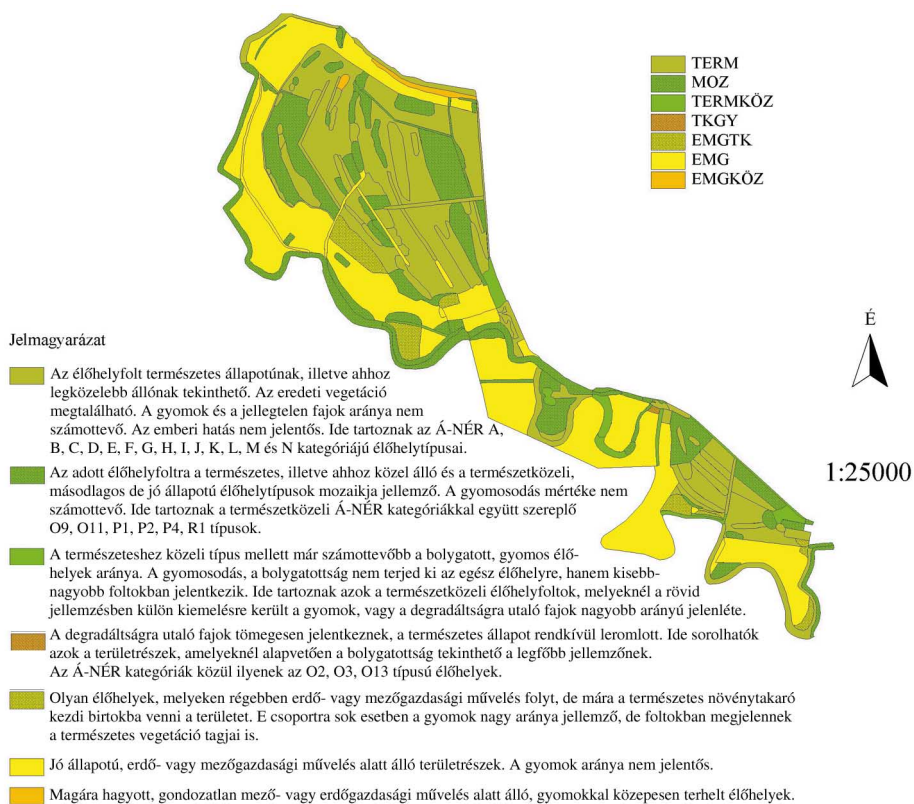 TERM
MOZ
TERMKÖZ
TKGY
EMGTK
EMG
EMGKÖZ
É
1:25000
Jelmagyarázat
Az élőhelyfolt természetes állapotúnak, illetve ahhoz
legközelebb állónak tekinthető. Az eredeti vegetáció
megtalálható. A gyomok és a jellegtelen fajok aránya nem
számottevő. Az emberi hatás nem jelentős. Ide tartoznak az Á-NÉR A,
B, C, D, E, F, G, H, I, J, K, L, M és N kategóriájú élőhelytípusai.
Az adott élőhelyfoltra a természetes, illetve ahhoz közel álló és a természetközeli,
másodlagos de jó állapotú élőhelytípusok mozaikja jellemző. A gyomosodás mértéke nem
számottevő. Ide tartoznak a természetközeli Á-NÉR kategóriákkal együtt szereplő
O9, O11, P1, P2, P4, R1 típusok.
A természeteshez közeli típus mellett már számottevőbb a bolygatott, gyomos élő-
helyek aránya. A gyomosodás, a bolygatottság nem terjed ki az egész élőhelyre, hanem kisebb-
nagyobb foltokban jelentkezik. Ide tartoznak azok a természetközeli élőhelyfoltok, melyeknél a rövid
jellemzésben külön kiemelésre került a gyomok, vagy a degradáltságra utaló fajok nagyobb arányú jelenléte.
A degradáltságra utaló fajok tömegesen jelentkeznek, a természetes állapot rendkívül leromlott. Ide sorolhatók
azok a területrészek, amelyeknél alapvetően a bolygatottság tekinthető a legfőbb jellemzőnek.
Az Á-NÉR kategóriák közül ilyenek az O2, O3, O13 típusú élőhelyek.
Olyan élőhelyek, melyeken régebben erdő- vagy mezőgazdasági művelés folyt, de mára a természetes növénytakaró
kezdi birtokba venni a területet. E csoportra sok esetben a gyomok nagy aránya jellemző, de foltokban megjelennek
a természetes vegetáció tagjai is.
Jó állapotú, erdő- vagy mezőgazdasági művelés alatt álló területrészek. A gyomok aránya nem jelentős.
Magára hagyott, gondozatlan mező- vagy erdőgazdasági művelés alatt álló, gyomokkal közepesen terhelt élőhelyek.